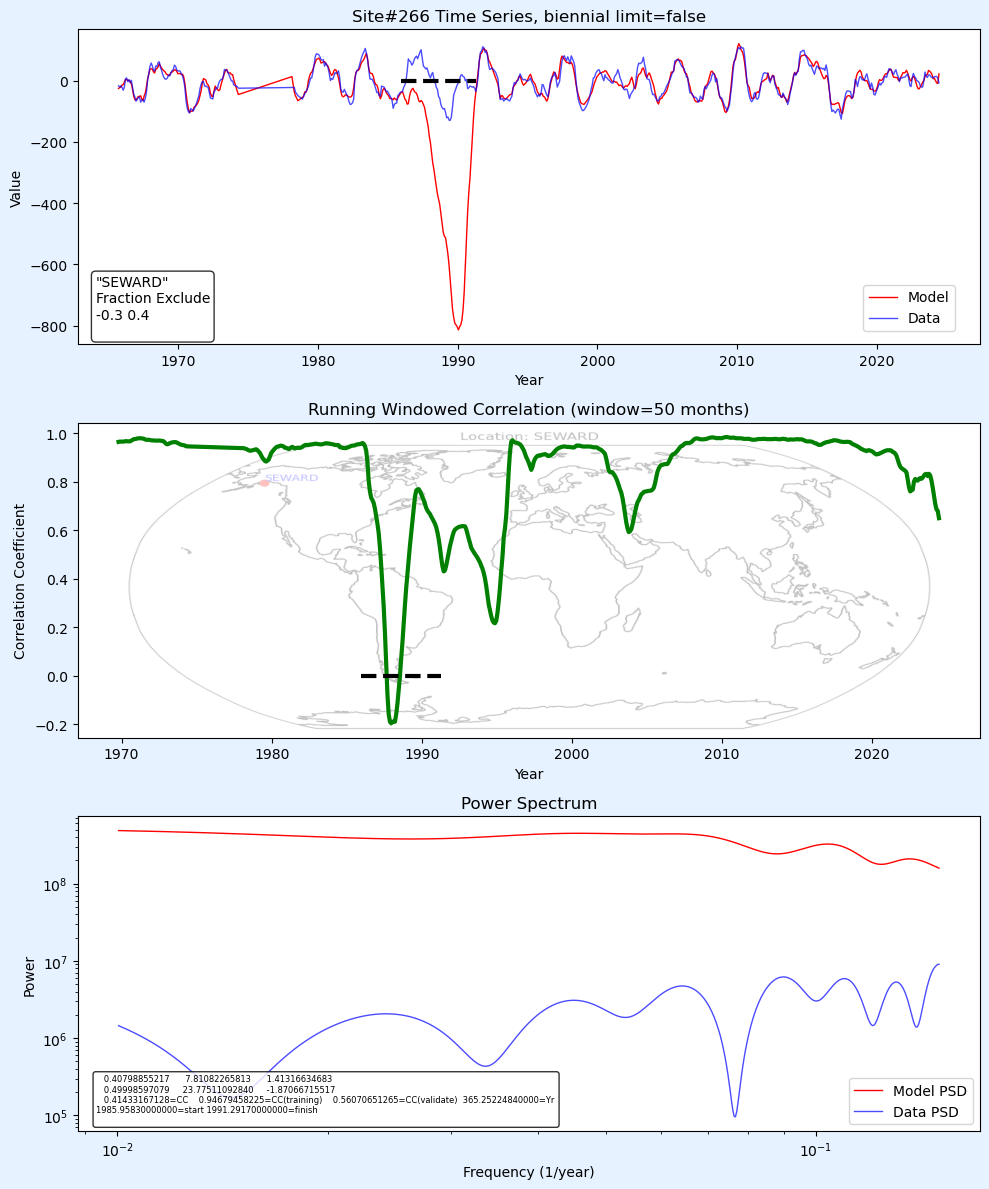 Site#266 Time Series, biennial limit=false
Value
0
−200
−400
−600
−800
"SEWARD"
Fraction Exclude
-0.3 0.4
Model
Data
1970
1980
1990
2000
2010
2020
Year
Running Windowed Correlation (window=50 months)
Correlation Coefficient
1.0
0.8
0.6
0.4
0.2
0.0
−0.2
Location: SEWARD
SEWARD
1970
1980
1990
2000
2010
2020
Year
Power Spectrum
Power
10^8
10^7
10^6
10^5
0.40798855217 7.81082265813 1.41316634683
0.49998597079 23.77511092840 -1.87066715517
0.41433167128=CC 0.94679458225=CC(training) 0.56070651265=CC(validate) 365.25224840000=Yr
1985.95830000000=start 1991.29170000000=finish
Model PSD
Data PSD
10^−2
10^−1
Frequency (1/year)